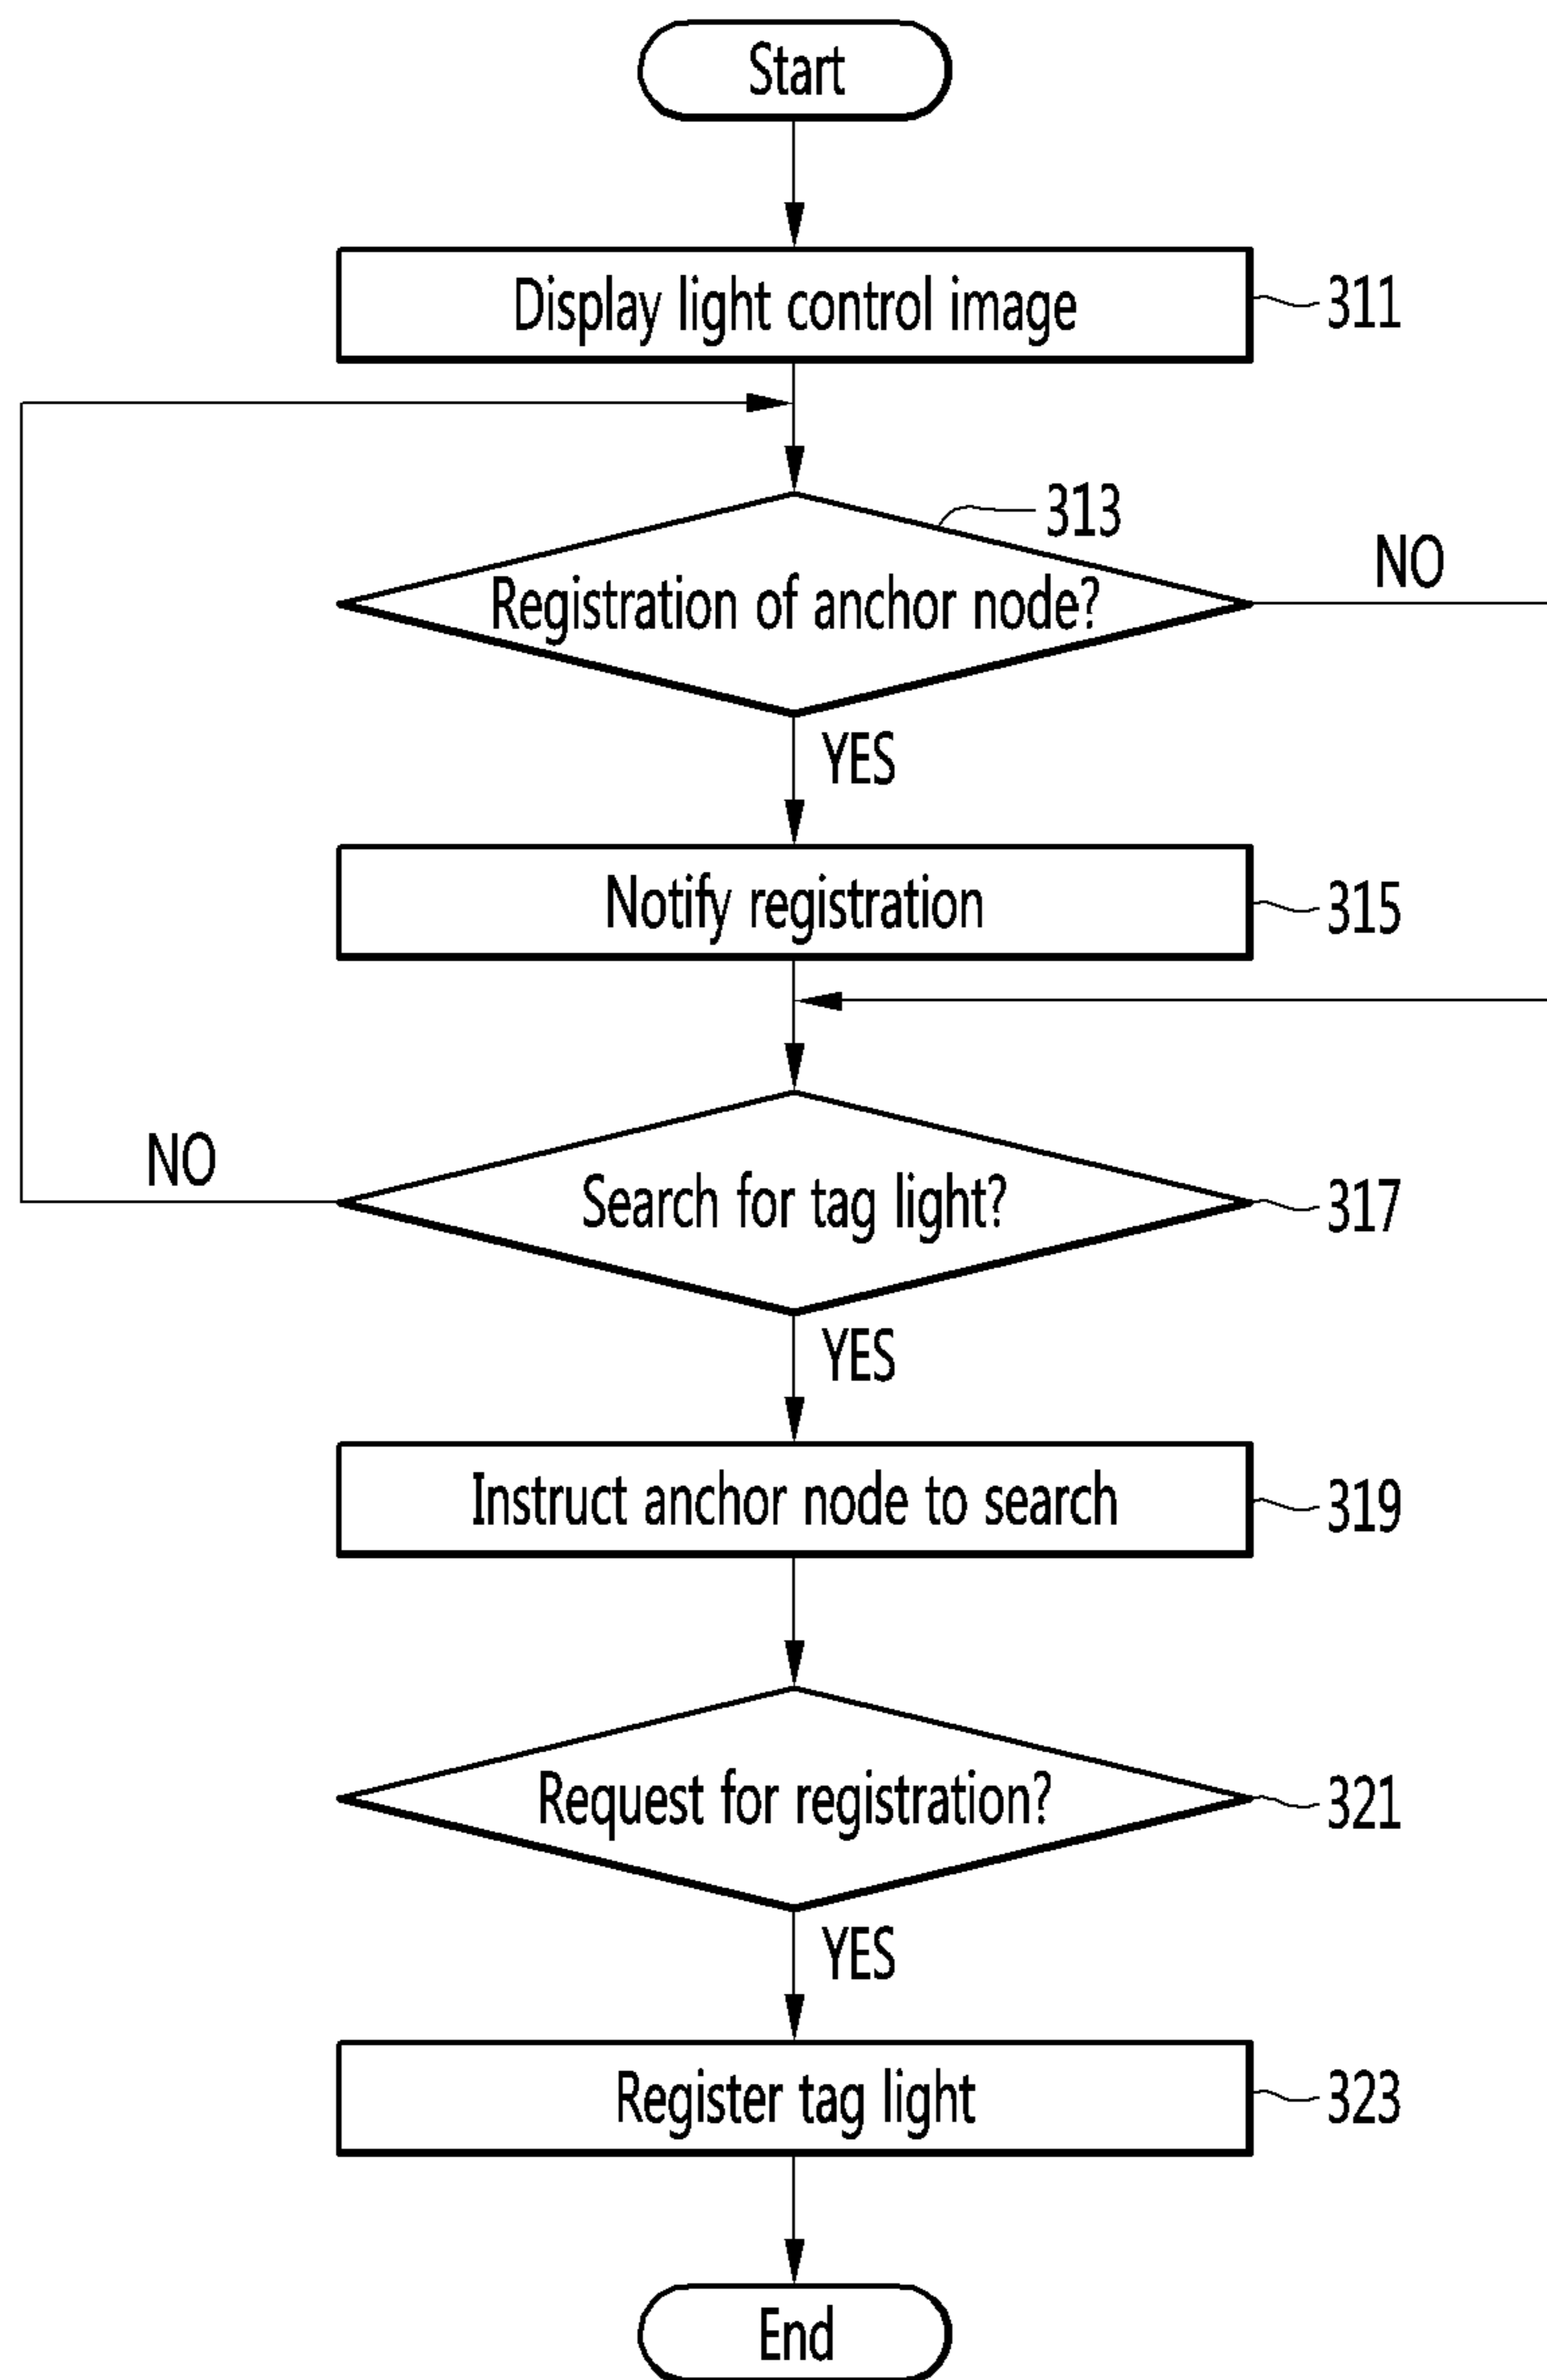 Start
Display light control image
311
313
Registration of anchor node?
NO
YES
Notify registration
315
NO
Search for tag light?
317
YES
Instruct anchor node to search
319
Request for registration?
321
YES
Register tag light
323
End